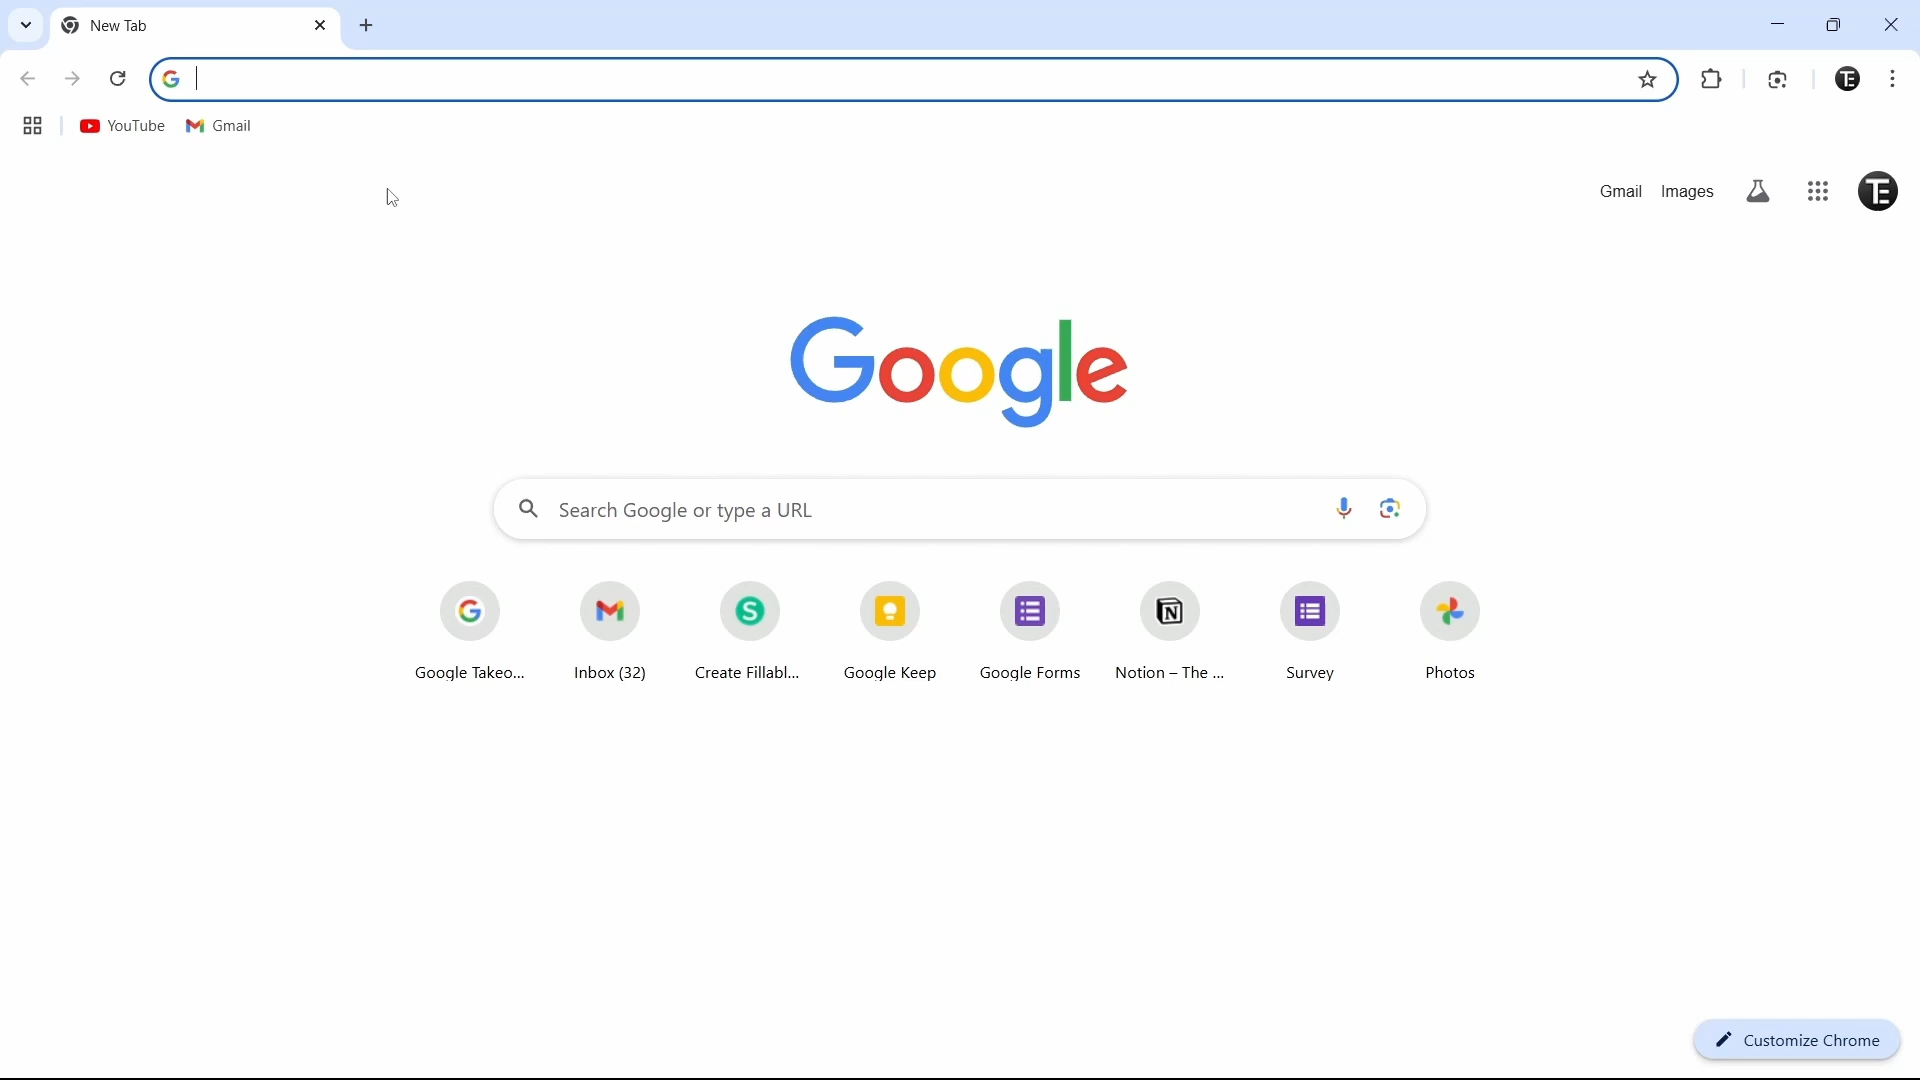 New Tab
YouTube Gmail
Gmail Images
TE
Google
Search Google or type a URL
Google Takeo... Inbox (32) Create Fillabl... Google Keep Google Forms Notion – The ... Survey Photos
Customize Chrome